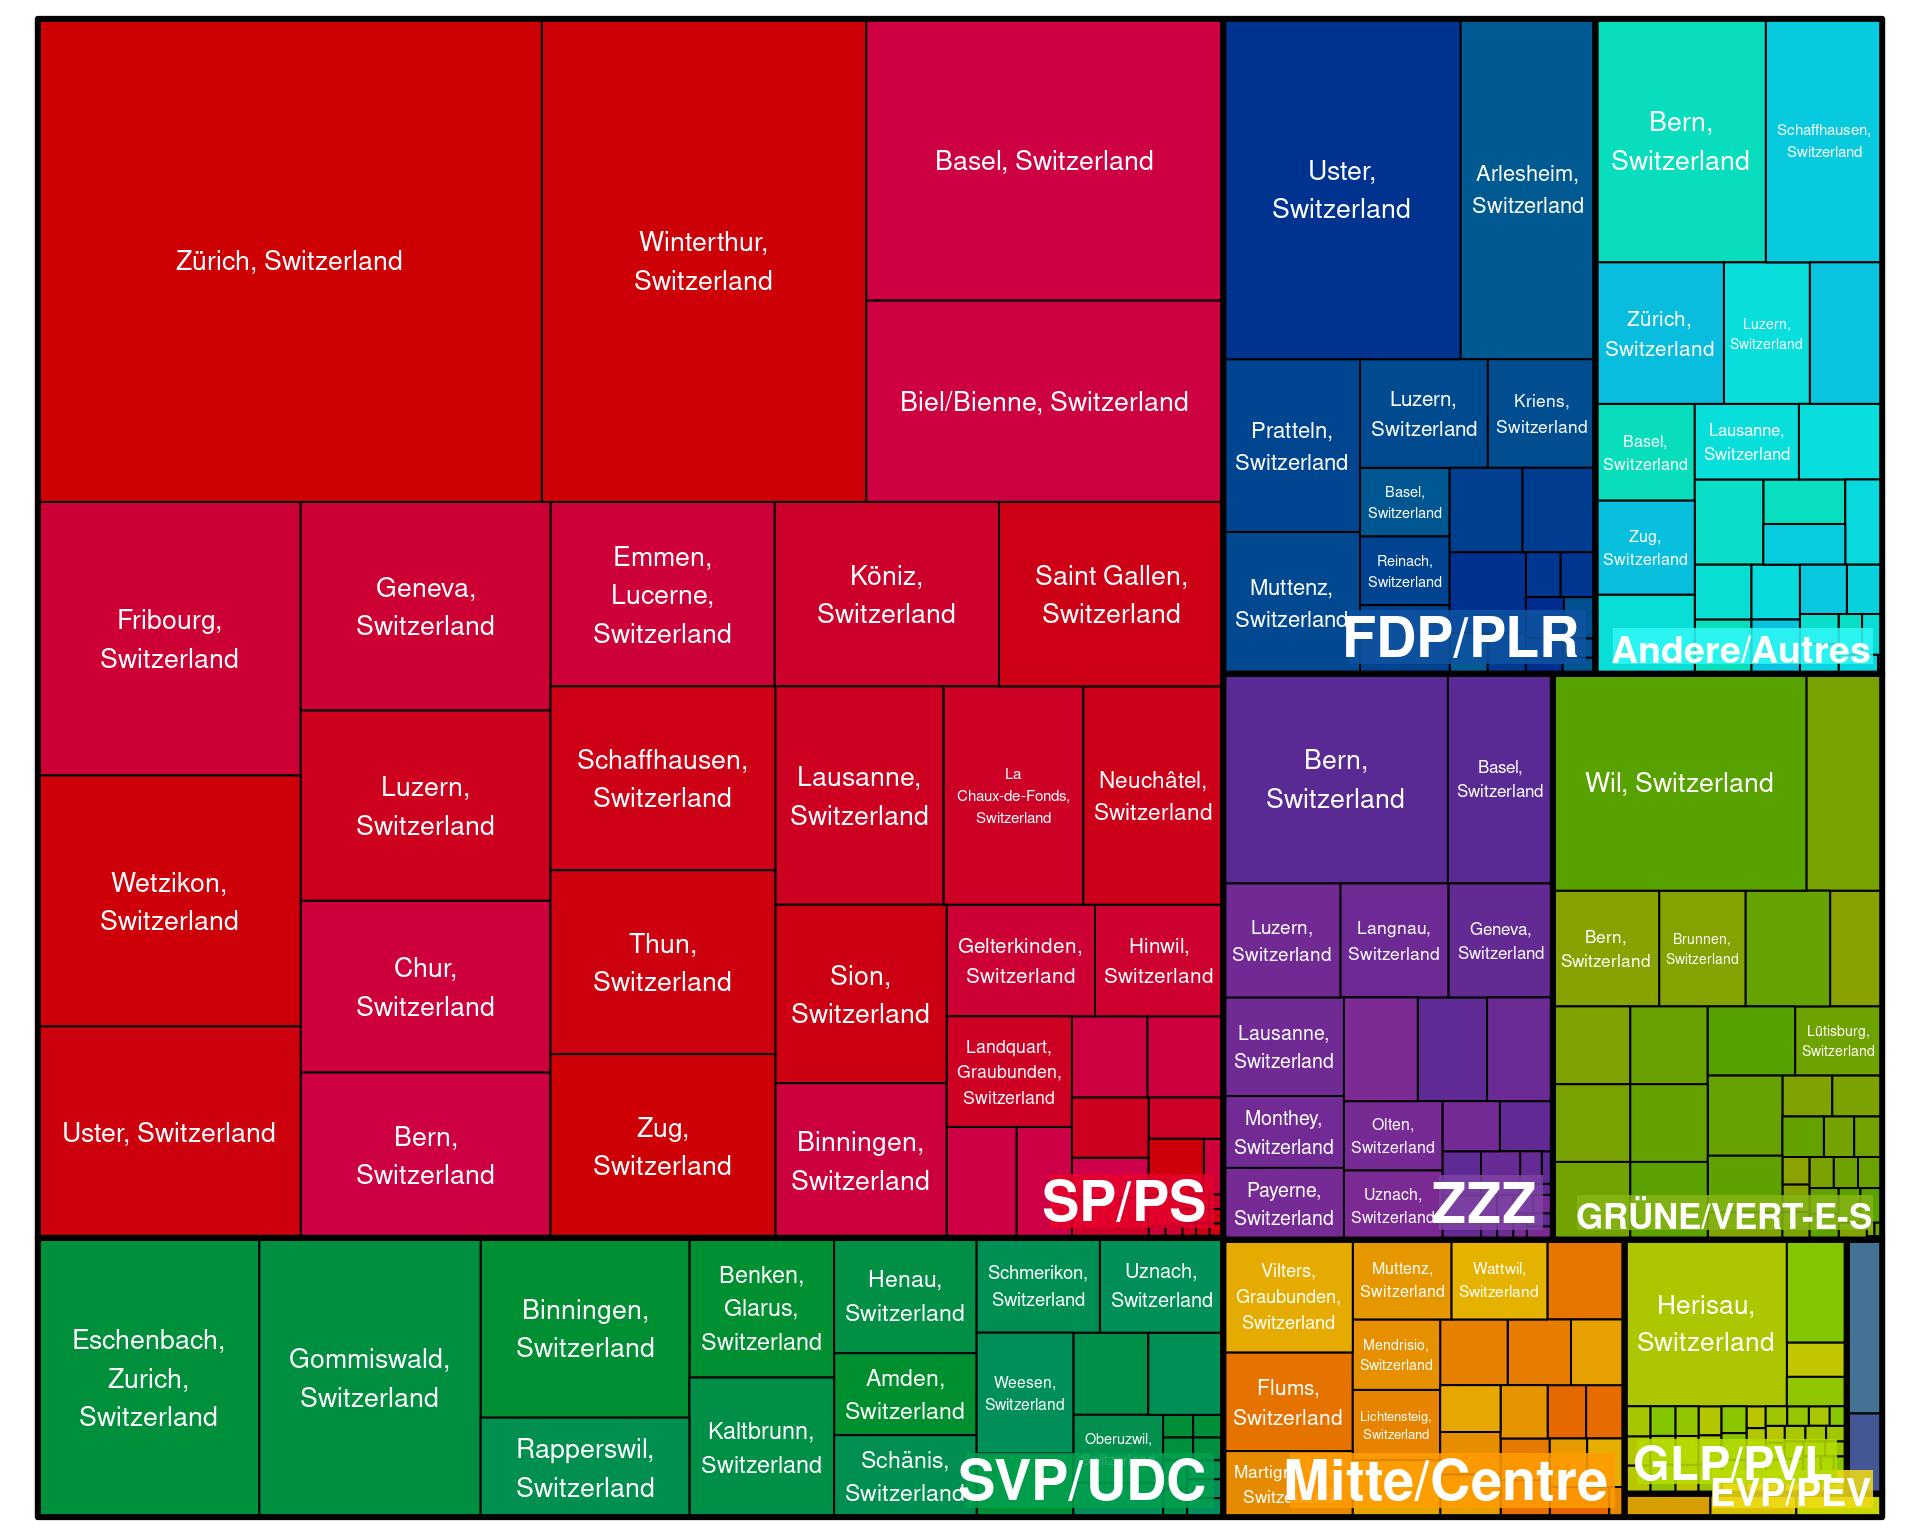 Zürich, Switzerland
Winterthur,
Switzerland
Basel, Switzerland
Biel/Bienne, Switzerland
Fribourg,
Switzerland
Geneva,
Switzerland
Emmen,
Lucerne,
Switzerland
Köniz,
Switzerland
Saint Gallen,
Switzerland
Wetzikon,
Switzerland
Luzern,
Switzerland
Schaffhausen,
Switzerland
Lausanne,
Switzerland
La
Chaux-de-Fonds,
Switzerland
Neuchâtel,
Switzerland
Chur,
Switzerland
Thun,
Switzerland
Sion,
Switzerland
Gelterkinden,
Switzerland
Hinwil,
Switzerland
Landquart,
Graubunden,
Switzerland
Uster, Switzerland
Bern,
Switzerland
Zug,
Switzerland
Binningen,
Switzerland
SP/PS
Uster,
Switzerland
Arlesheim,
Switzerland
Pratteln,
Switzerland
Luzern,
Switzerland
Kriens,
Switzerland
Basel,
Switzerland
Reinach,
Switzerland
Muttenz,
Switzerland
FDP/PLR
Bern,
Switzerland
Schaffhausen,
Switzerland
Zürich,
Switzerland
Luzern,
Switzerland
Basel,
Switzerland
Lausanne,
Switzerland
Zug,
Switzerland
Andere/Autres
Bern,
Switzerland
Basel,
Switzerland
Luzern,
Switzerland
Langnau,
Switzerland
Geneva,
Switzerland
Lausanne,
Switzerland
Monthey,
Switzerland
Olten,
Switzerland
Payerne,
Switzerland
Uznach,
Switzerland
ZZZ
Wil, Switzerland
Bern,
Switzerland
Brunnen,
Switzerland
Lütisburg,
Switzerland
GRÜNE/VERT-E-S
Eschenbach,
Zurich,
Switzerland
Gommiswald,
Switzerland
Binningen,
Switzerland
Rapperswil,
Switzerland
Benken,
Glarus,
Switzerland
Kaltbrunn,
Switzerland
Henau,
Switzerland
Amden,
Switzerland
Schänis,
Switzerland
Schmerikon,
Switzerland
Uznach,
Switzerland
Weesen,
Switzerland
Oberuzwil,
SVP/UDC
Vilters,
Graubunden,
Switzerland
Muttenz,
Switzerland
Wattwil,
Switzerland
Mendrisio,
Switzerland
Flums,
Switzerland
Lichtensteig,
Switzerland
Mitte/Centre
Herisau,
Switzerland
GLP/PVL
EVP/PEV